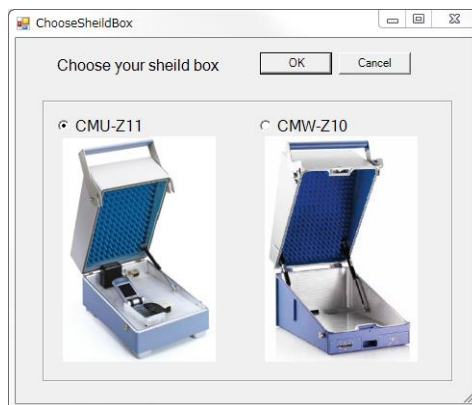 ChooseSheildBox
Choose your sheild box
OK
Cancel
CMU-Z11
CMW-Z10